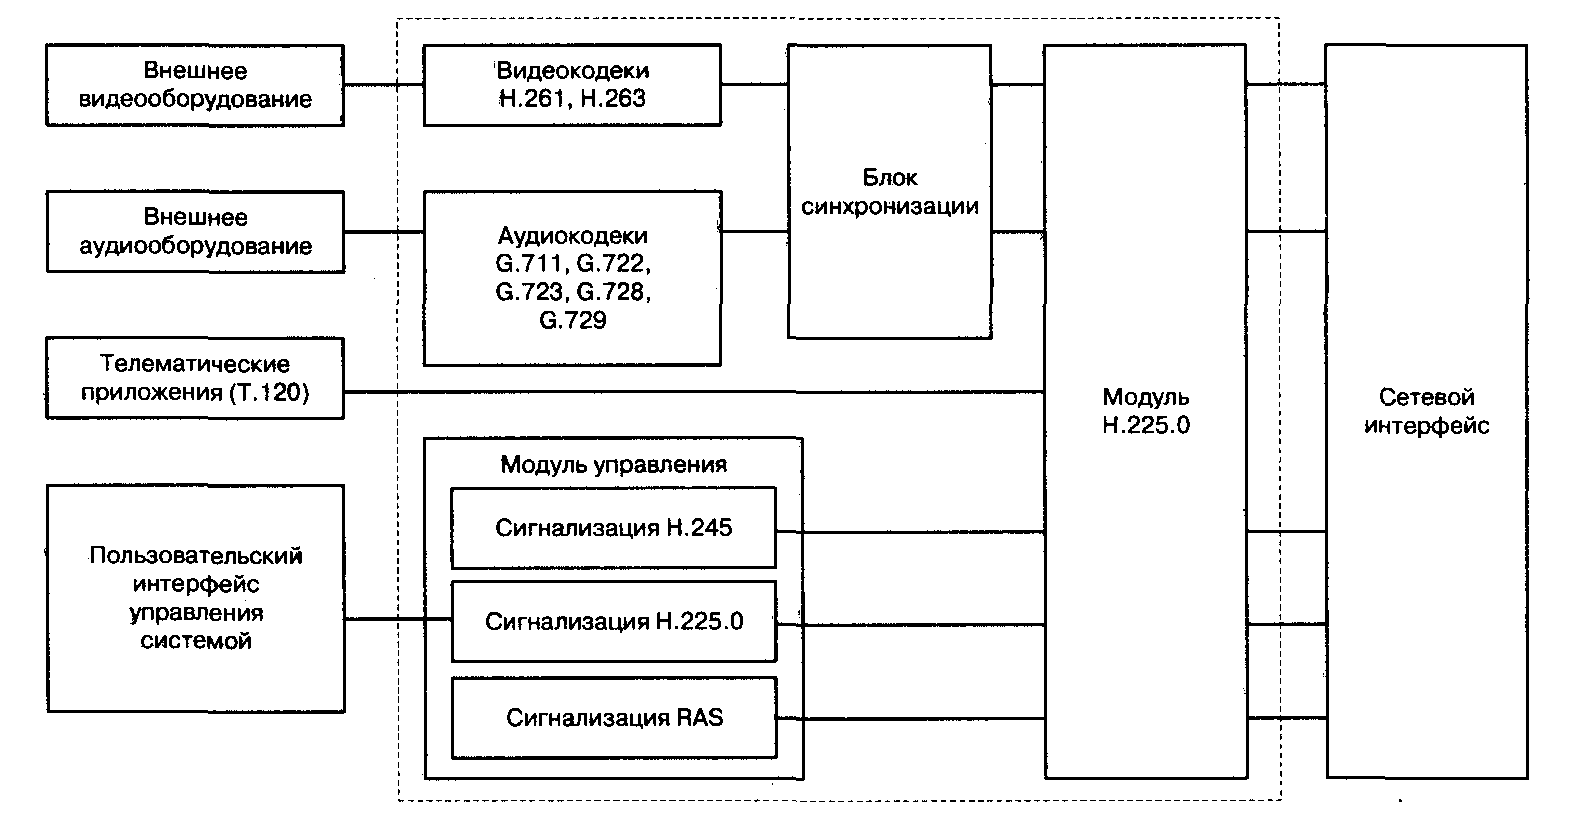 Внешнее
видеооборудование
Видеокодеки
H.261, H.263
Внешнее
аудиооборудование
Аудиокодеки
G.711, G.722,
G.723, G.728,
G.729
Блок
синхронизации
Телематические
приложения (T.120)
Модуль
H.225.0
Сетевой
интерфейс
Модуль управления
Сигнализация H.245
Пользовательский
интерфейс
управления
системой
Сигнализация H.225.0
Сигнализация RAS